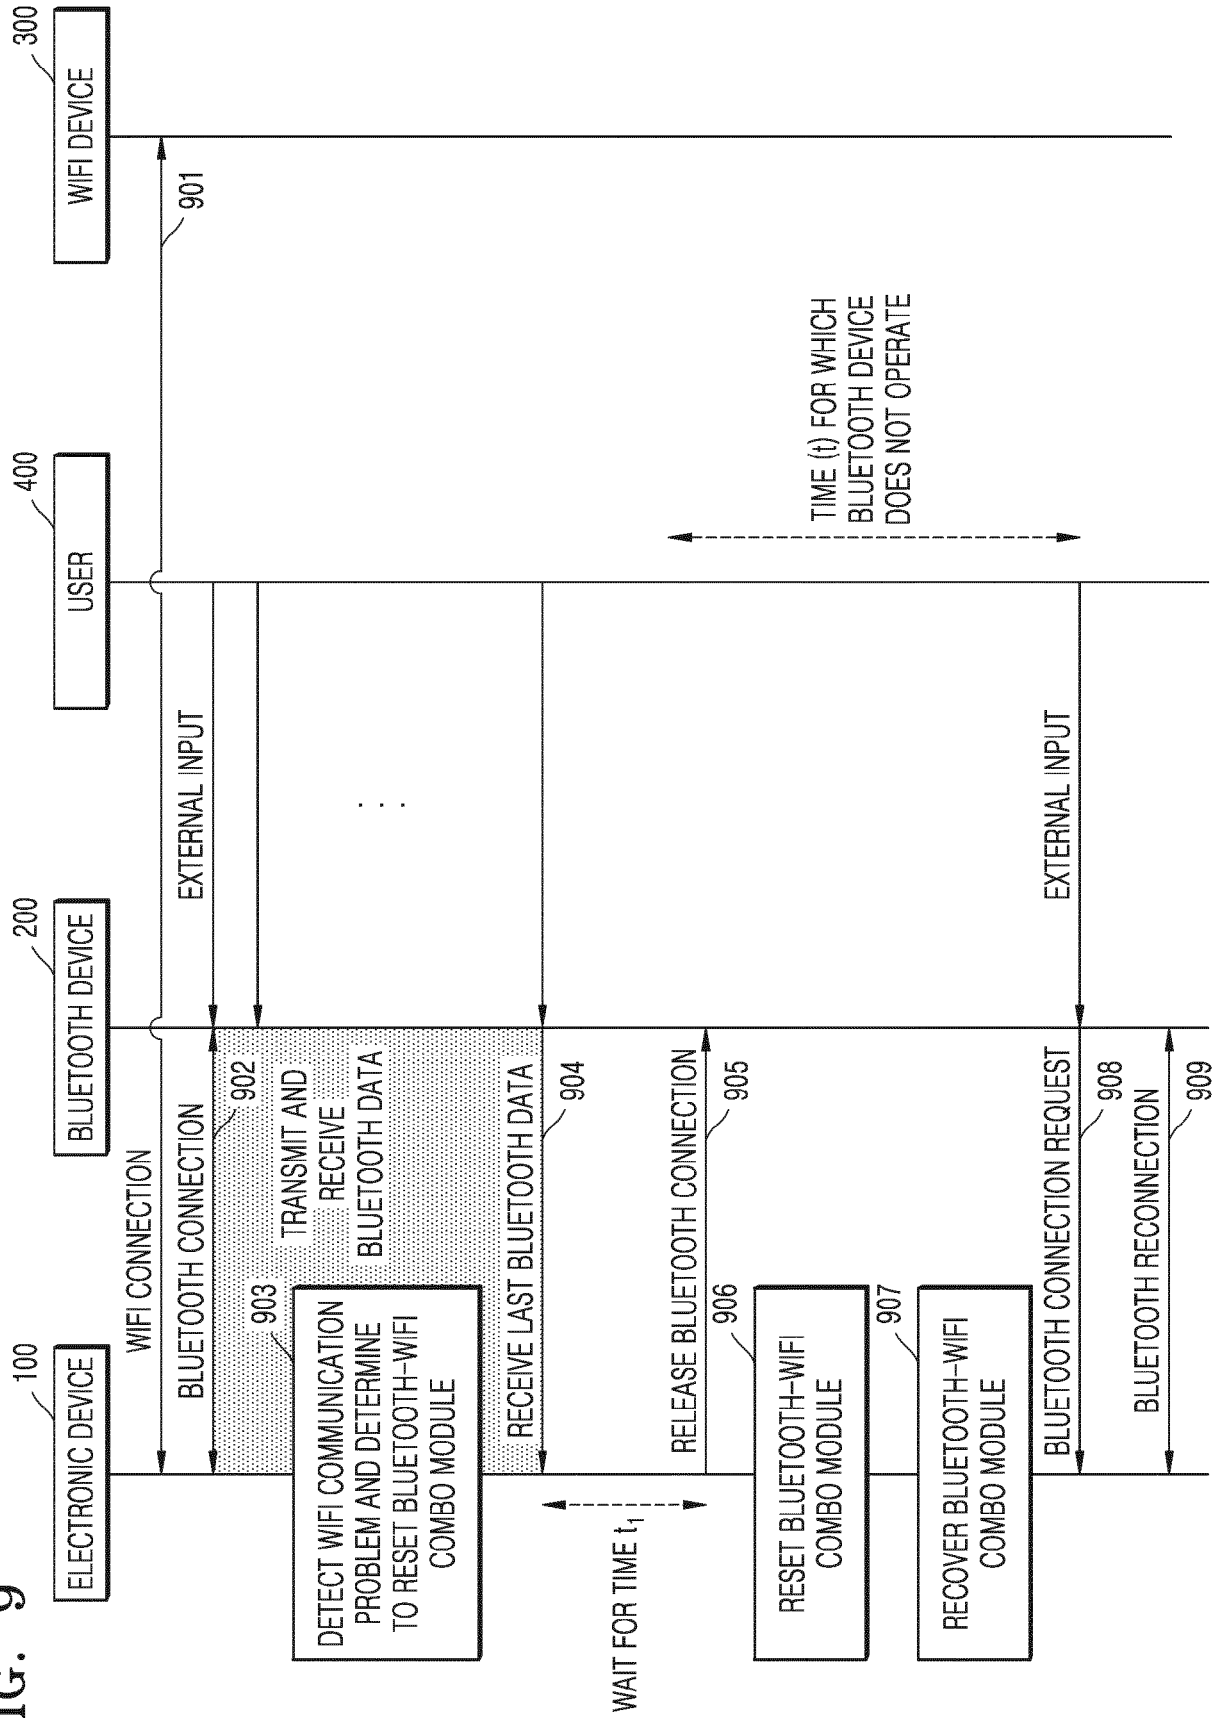 FIG. 9
100
200
400
300
ELECTRONIC DEVICE
BLUETOOTH DEVICE
USER
WIFI DEVICE
WIFI CONNECTION
901
BLUETOOTH CONNECTION
902
EXTERNAL INPUT
TRANSMIT AND
RECEIVE
BLUETOOTH DATA
903
DETECT WIFI COMMUNICATION
PROBLEM AND DETERMINE
TO RESET BLUETOOTH-WIFI
COMBO MODULE
. . .
RECEIVE LAST BLUETOOTH DATA
904
WAIT FOR TIME t1
RELEASE BLUETOOTH CONNECTION
905
TIME (t) FOR WHICH
BLUETOOTH DEVICE
DOES NOT OPERATE
906
RESET BLUETOOTH-WIFI
COMBO MODULE
907
RECOVER BLUETOOTH-WIFI
COMBO MODULE
BLUETOOTH CONNECTION REQUEST
908
EXTERNAL INPUT
BLUETOOTH RECONNECTION
909